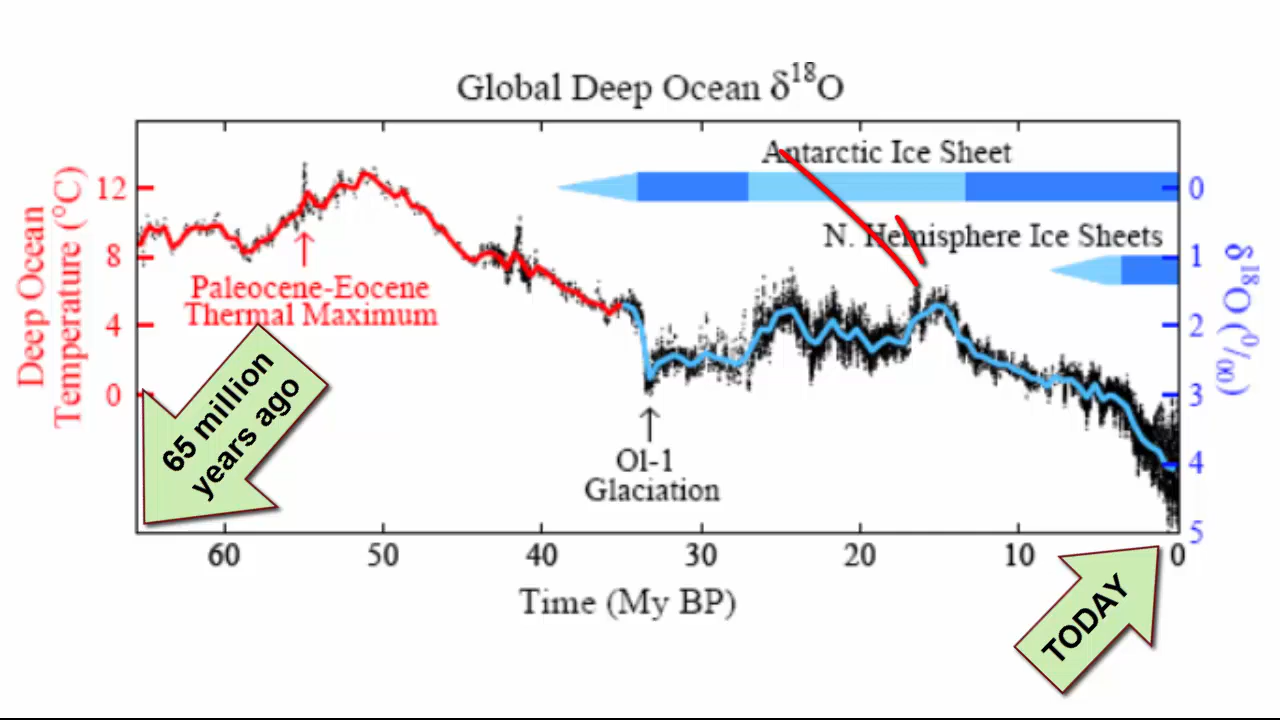 Global Deep Ocean δ¹⁸O
Antarctic Ice Sheet
N. Hemisphere Ice Sheets
Deep Ocean
Temperature (°C)
12
8
4
0
Paleocene-Eocene
Thermal Maximum
Ol-1
Glaciation
65 million
years ago
0
1
2
3
4
5
δ¹⁸O (⁰/₀₀)
60
50
40
30
20
10
0
Time (My BP)
TODAY